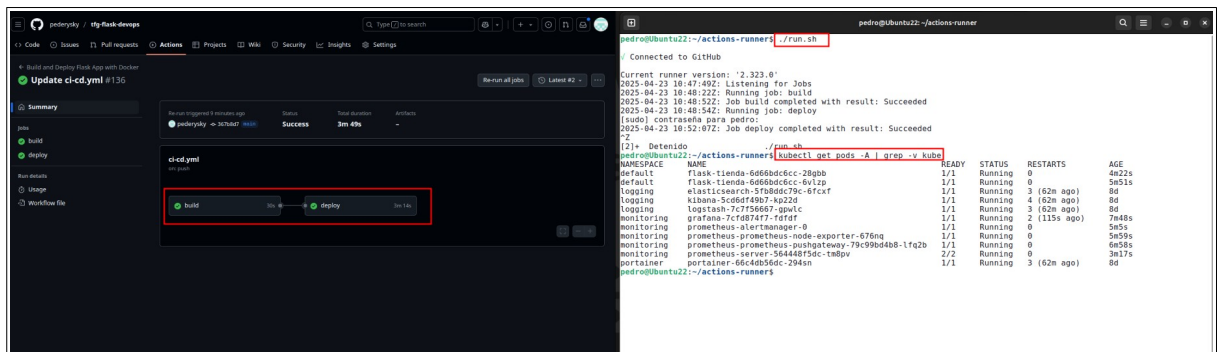 pederysky / tfg-flask-devops
Type / to search
Code Issues Pull requests Actions Projects Wiki Security Insights Settings
← Build and Deploy Flask App with Docker
Update ci-cd.yml #136
Re-run all jobs Latest #2 ...
Summary
Jobs
build
deploy
Run details
Usage
Workflow file
Re-run triggered 9 minutes ago Status Total duration Artifacts
pederysky 367b8d7 main Success 3m 49s –
ci-cd.yml
on: push
build 30s deploy 3m 14s
pedro@Ubuntu22: ~/actions-runner
pedro@Ubuntu22:~/actions-runner$ ./run.sh
√ Connected to GitHub
Current runner version: '2.323.0'
2025-04-23 10:47:49Z: Listening for Jobs
2025-04-23 10:48:22Z: Running job: build
2025-04-23 10:48:52Z: Job build completed with result: Succeeded
2025-04-23 10:48:54Z: Running job: deploy
[sudo] contraseña para pedro:
2025-04-23 10:52:07Z: Job deploy completed with result: Succeeded
^Z
[2]+ Detenido ./run.sh
pedro@Ubuntu22:~/actions-runner$ kubectl get pods -A | grep -v kube
NAMESPACE NAME READY STATUS RESTARTS AGE
default flask-tienda-6d66bdc6cc-28gbb 1/1 Running 0 4m22s
default flask-tienda-6d66bdc6cc-6vlzp 1/1 Running 0 5m51s
logging elasticsearch-5fb8ddc79c-6fcxf 1/1 Running 3 (62m ago) 8d
logging kibana-5cd6df49b7-kp22d 1/1 Running 4 (62m ago) 8d
logging logstash-7c7f56667-gpwlc 1/1 Running 3 (62m ago) 8d
monitoring grafana-7cfd874f7-fdfdf 1/1 Running 2 (115s ago) 7m48s
monitoring prometheus-alertmanager-0 1/1 Running 0 5m5s
monitoring prometheus-prometheus-node-exporter-676nq 1/1 Running 0 5m59s
monitoring prometheus-prometheus-pushgateway-79c99bd4b8-lfq2b 1/1 Running 0 6m58s
monitoring prometheus-server-564448f5dc-tm8pv 2/2 Running 0 3m17s
portainer portainer-66c4db56dc-294sn 1/1 Running 3 (62m ago) 8d
pedro@Ubuntu22:~/actions-runner$